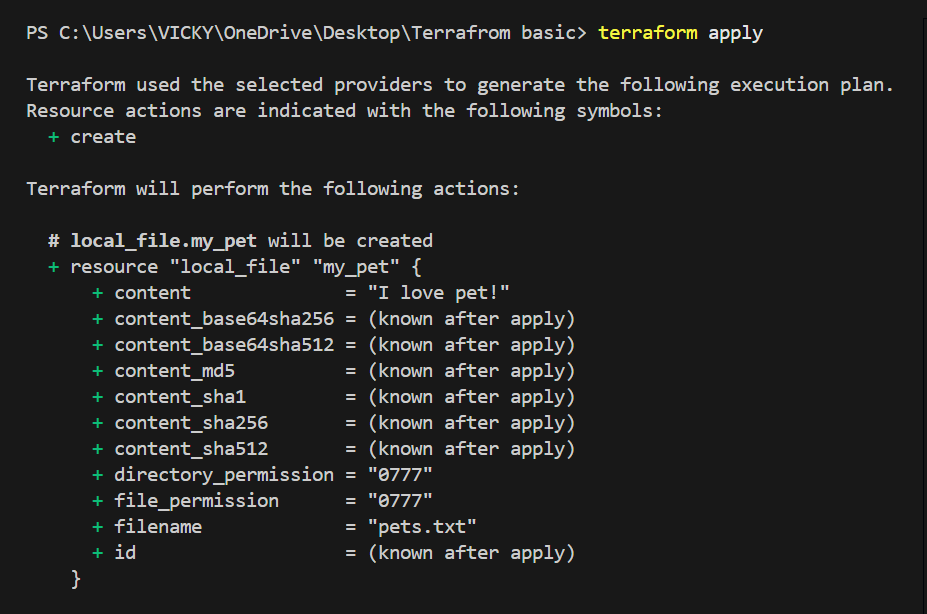 PS C:\Users\VICKY\OneDrive\Desktop\Terrafrom basic> terraform apply
Terraform used the selected providers to generate the following execution plan.
Resource actions are indicated with the following symbols:
  + create
Terraform will perform the following actions:
  # local_file.my_pet will be created
  + resource "local_file" "my_pet" {
      + content              = "I love pet!"
      + content_base64sha256 = (known after apply)
      + content_base64sha512 = (known after apply)
      + content_md5          = (known after apply)
      + content_sha1         = (known after apply)
      + content_sha256       = (known after apply)
      + content_sha512       = (known after apply)
      + directory_permission = "0777"
      + file_permission      = "0777"
      + filename             = "pets.txt"
      + id                   = (known after apply)
    }